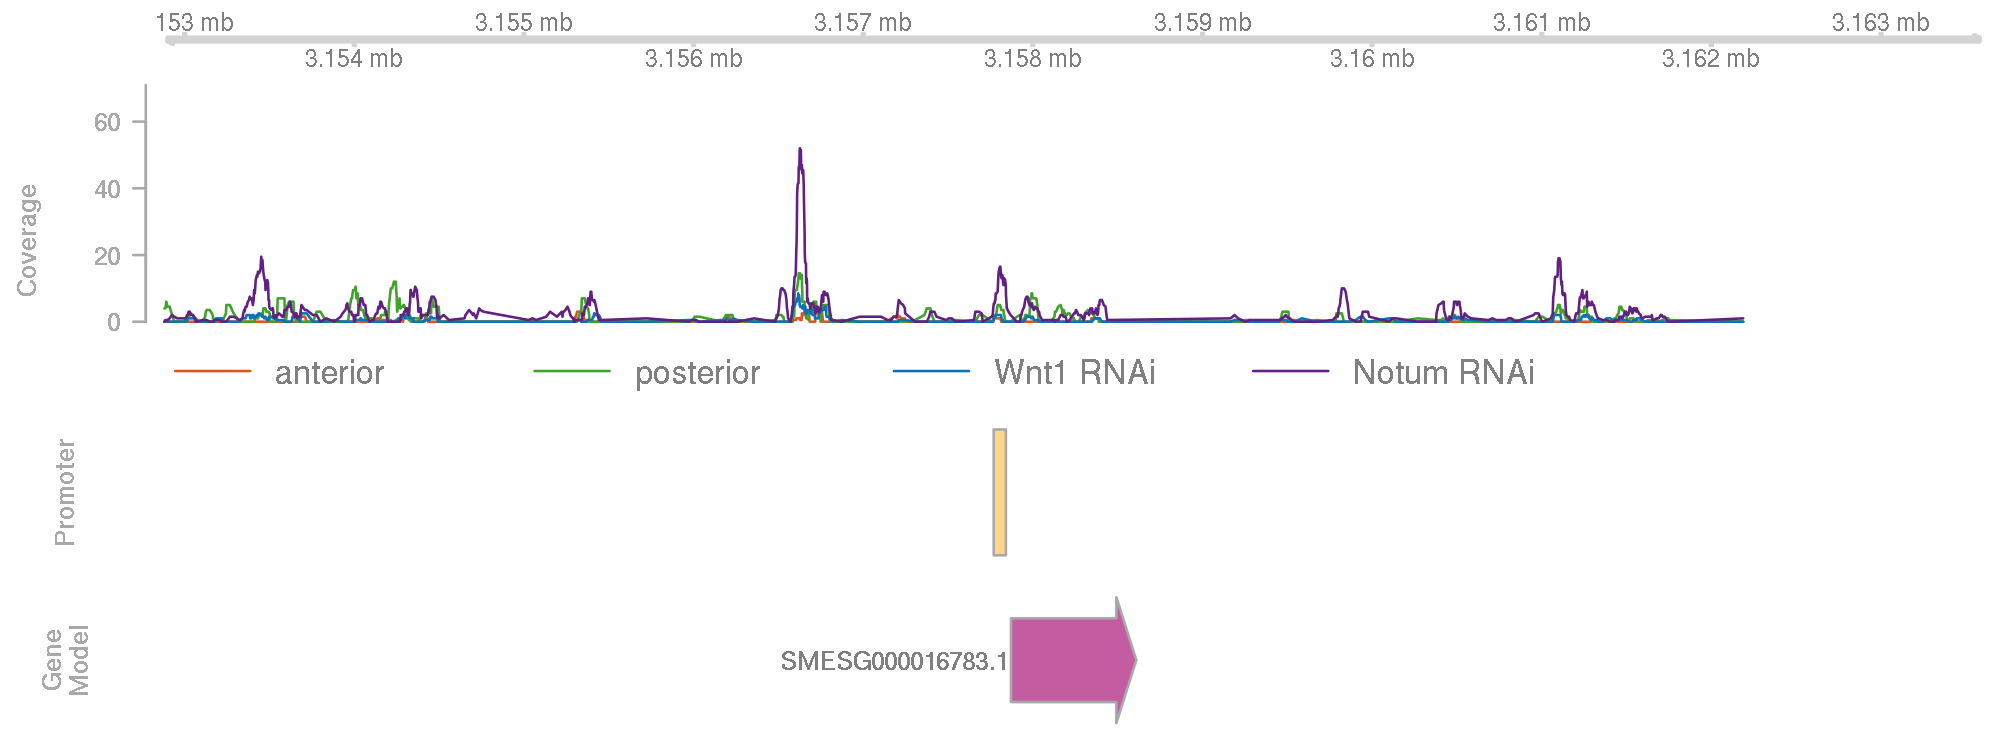 153 mb 3.155 mb 3.157 mb 3.159 mb 3.161 mb 3.163 mb
3.154 mb 3.156 mb 3.158 mb 3.16 mb 3.162 mb
Coverage
60
40
20
0
anterior posterior Wnt1 RNAi Notum RNAi
Promoter
Gene
Model
SMESG000016783.1